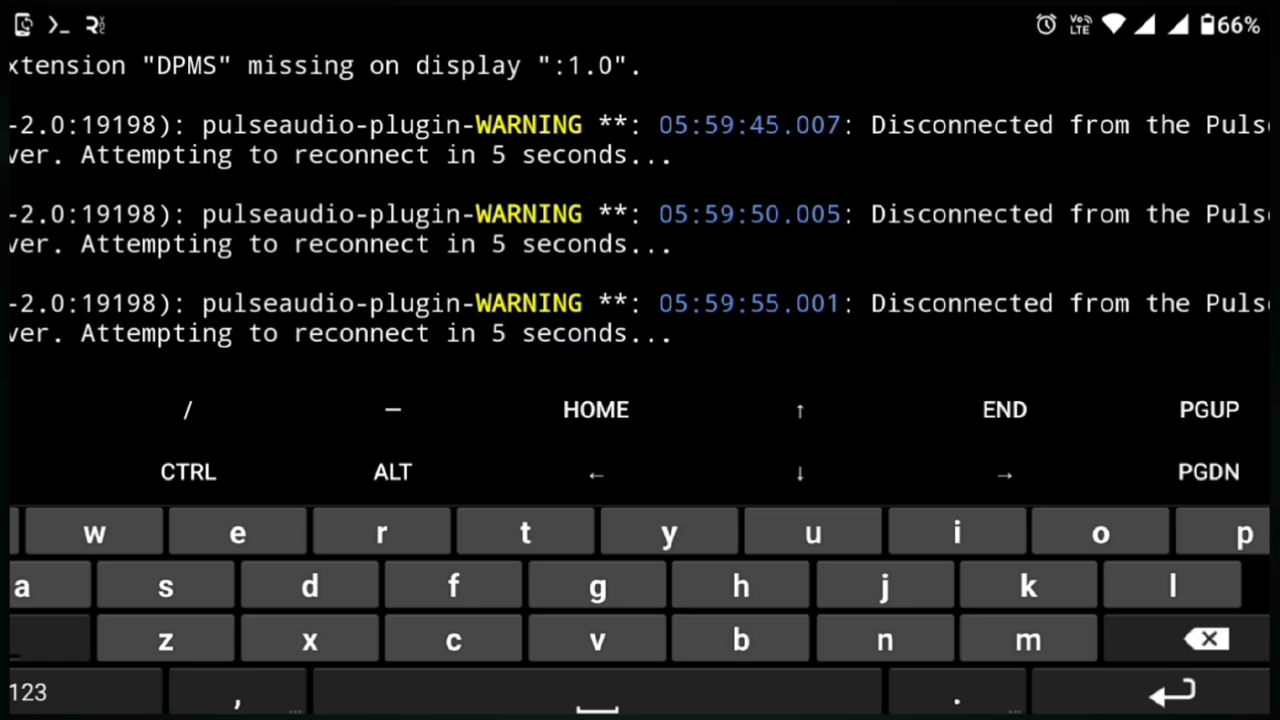 66%
xtension "DPMS" missing on display ":1.0".
-2.0:19198): pulseaudio-plugin-WARNING **: 05:59:45.007: Disconnected from the Puls
ver. Attempting to reconnect in 5 seconds...
-2.0:19198): pulseaudio-plugin-WARNING **: 05:59:50.005: Disconnected from the Puls
ver. Attempting to reconnect in 5 seconds...
-2.0:19198): pulseaudio-plugin-WARNING **: 05:59:55.001: Disconnected from the Puls
ver. Attempting to reconnect in 5 seconds...
/ — HOME ↑ END PGUP
CTRL ALT ← ↓ → PGDN
w e r t y u i o p
a s d f g h j k l
z x c v b n m
123 , .